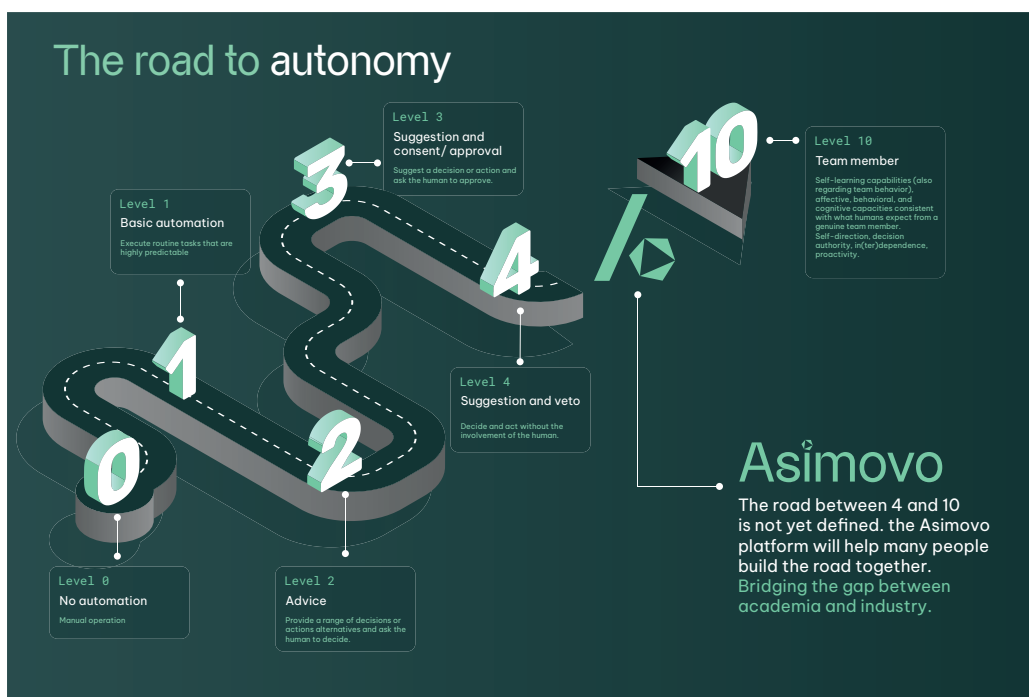 The road to autonomy
Level 3
Suggestion and
consent/ approval
Suggest a decision or action and
ask the human to approve.
3
10
Level 10
Team member
Self-learning capabilities (also
regarding team behavior),
affective, behavioral, and
cognitive capacities consistent
with what humans expect from a
genuine team member.
Self-direction, decision
authority, in(ter)dependence,
proactivity.
Level 1
Basic automation
Execute routine tasks that are
highly predictable
4
1
Level 4
Suggestion and veto
Decide and act without the
involvement of the human.
2
0
Asimovo
The road between 4 and 10
is not yet defined. the Asimovo
platform will help many people
build the road together.
Bridging the gap between
academia and industry.
Level 0
No automation
Manual operation
Level 2
Advice
Provide a range of decisions or
actions alternatives and ask the
human to decide.